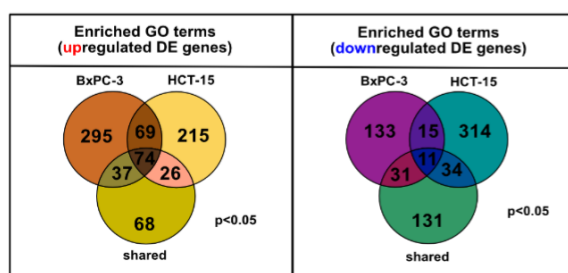 Enriched GO terms
(upregulated DE genes)
BxPC-3 HCT-15
295 69 215
74
37 26
68
p<0.05
shared
Enriched GO terms
(downregulated DE genes)
BxPC-3 HCT-15
133 15 314
11
31 34
131
p<0.05
shared